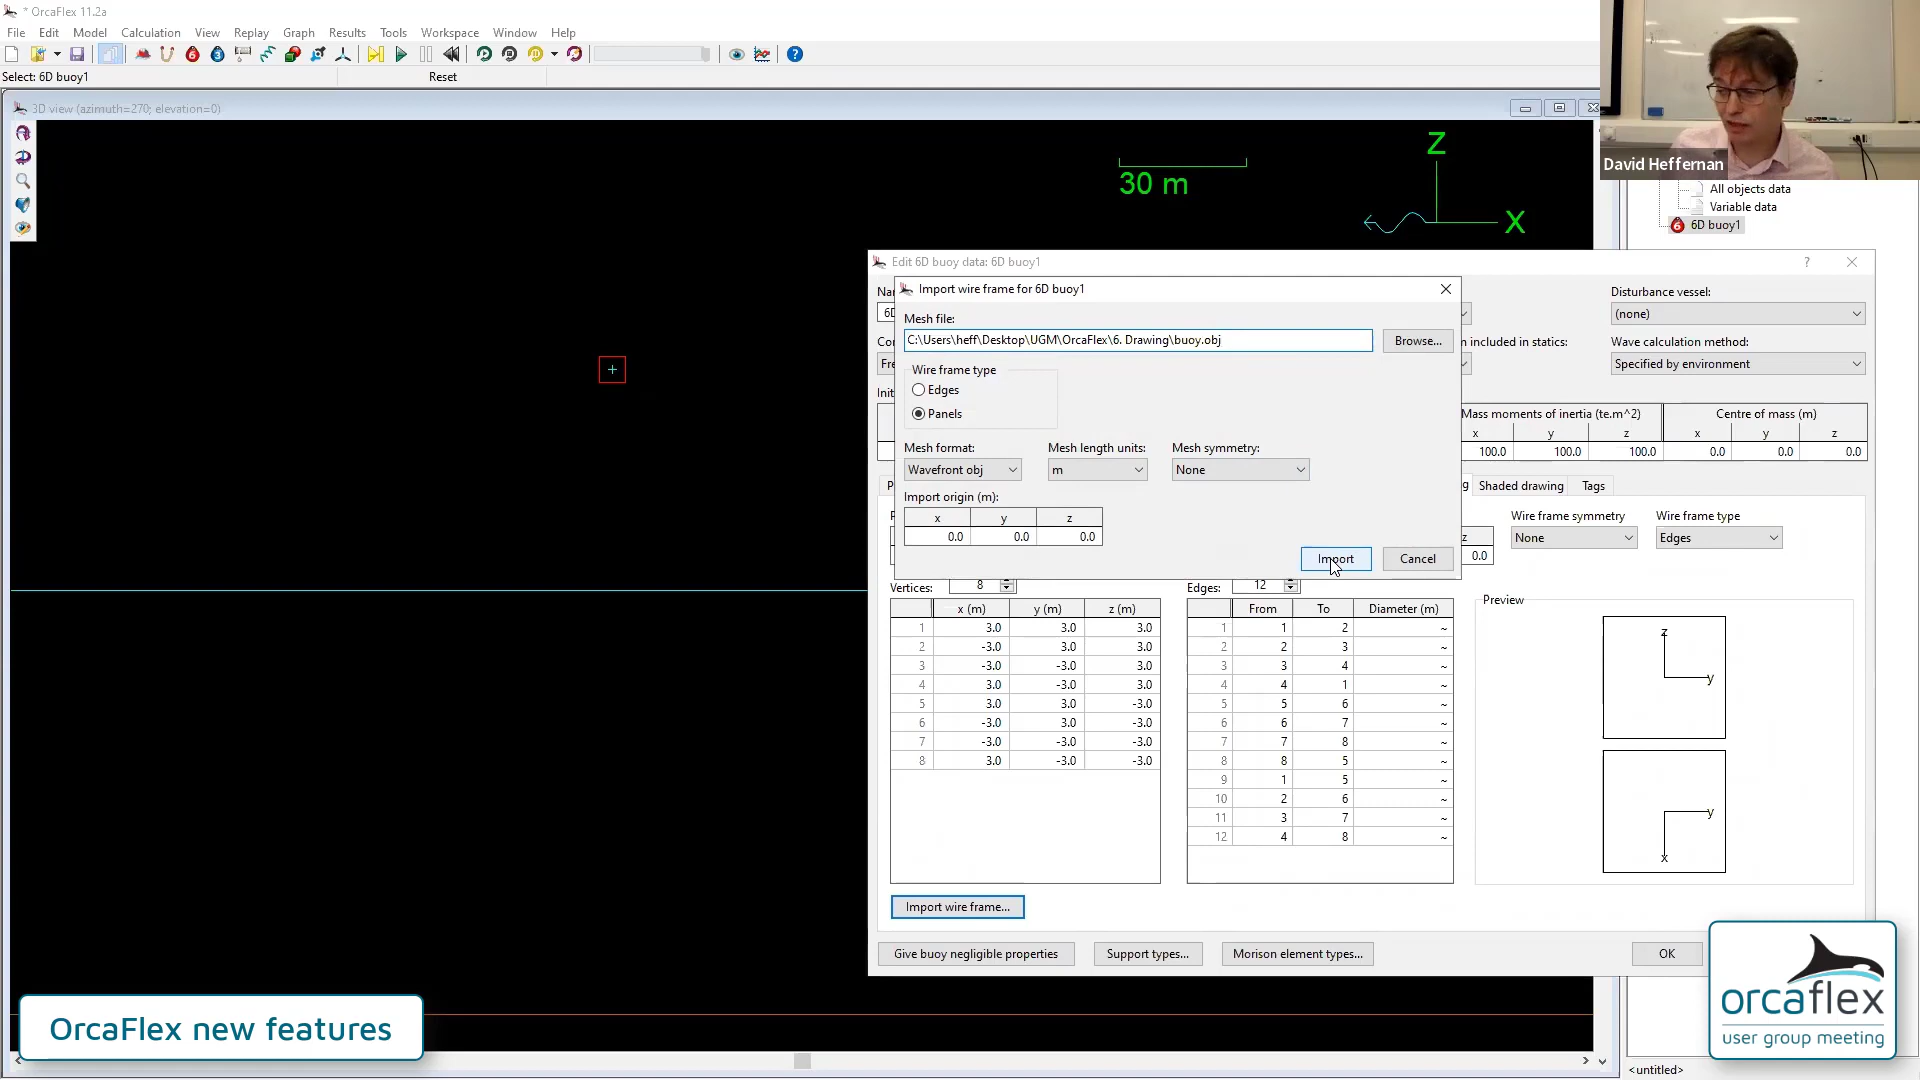 * OrcaFlex 11.2a
File Edit Model Calculation View Replay Graph Results Tools Workspace Window Help
Select: 6D buoy1
Reset
3D view (azimuth=270; elevation=0)
30 m
Z
X
David Heffernan
All objects data
Variable data
6D buoy1
Edit 6D buoy data: 6D buoy1
Import wire frame for 6D buoy1
Mesh file:
C:\Users\heff\Desktop\UGM\OrcaFlex\6. Drawing\buoy.obj
Browse...
Wire frame type
Edges
Panels
Mesh format: Mesh length units: Mesh symmetry:
Wavefront obj m None
Import origin (m):
x y z
0.0 0.0 0.0
Import Cancel
Disturbance vessel:
(none)
included in statics:
Wave calculation method:
Specified by environment
Mass moments of inertia (te.m^2) Centre of mass (m)
x y z x y z
100.0 100.0 100.0 0.0 0.0 0.0
Shaded drawing Tags
Wire frame symmetry Wire frame type
None Edges
z
0.0
Vertices: 8
x (m) y (m) z (m)
1 3.0 3.0 3.0
2 -3.0 3.0 3.0
3 -3.0 -3.0 3.0
4 3.0 -3.0 3.0
5 3.0 3.0 -3.0
6 -3.0 3.0 -3.0
7 -3.0 -3.0 -3.0
8 3.0 -3.0 -3.0
Edges: 12
From To Diameter (m)
1 1 2 ~
2 2 3 ~
3 3 4 ~
4 4 1 ~
5 5 6 ~
6 6 7 ~
7 7 8 ~
8 8 5 ~
9 1 5 ~
10 2 6 ~
11 3 7 ~
12 4 8 ~
Preview
z
y
y
x
Import wire frame...
Give buoy negligible properties Support types... Morison element types... OK
OrcaFlex new features
orcaflex
user group meeting
<untitled>